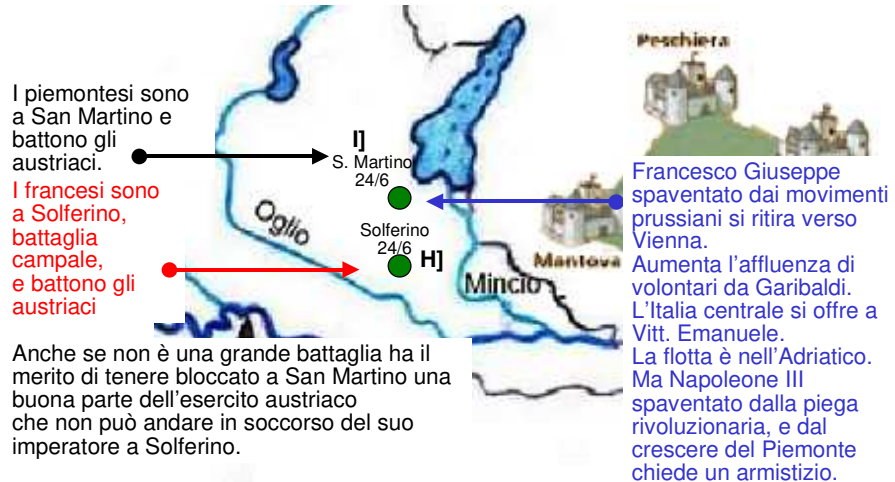 I piemontesi sono
a San Martino e
battono gli
austriaci.
I francesi sono
a Solferino,
battaglia
campale,
e battono gli
austriaci
I]
S. Martino
24/6
Solferino
24/6
H]
Oglio
Mincio
Peschiera
Mantova
Francesco Giuseppe
spaventato dai movimenti
prussiani si ritira verso
Vienna.
Aumenta l’affluenza di
volontari da Garibaldi.
L’Italia centrale si offre a
Vitt. Emanuele.
La flotta è nell’Adriatico.
Ma Napoleone III
spaventato dalla piega
rivoluzionaria, e dal
crescere del Piemonte
chiede un armistizio.
Anche se non è una grande battaglia ha il
merito di tenere bloccato a San Martino una
buona parte dell’esercito austriaco
che non può andare in soccorso del suo
imperatore a Solferino.